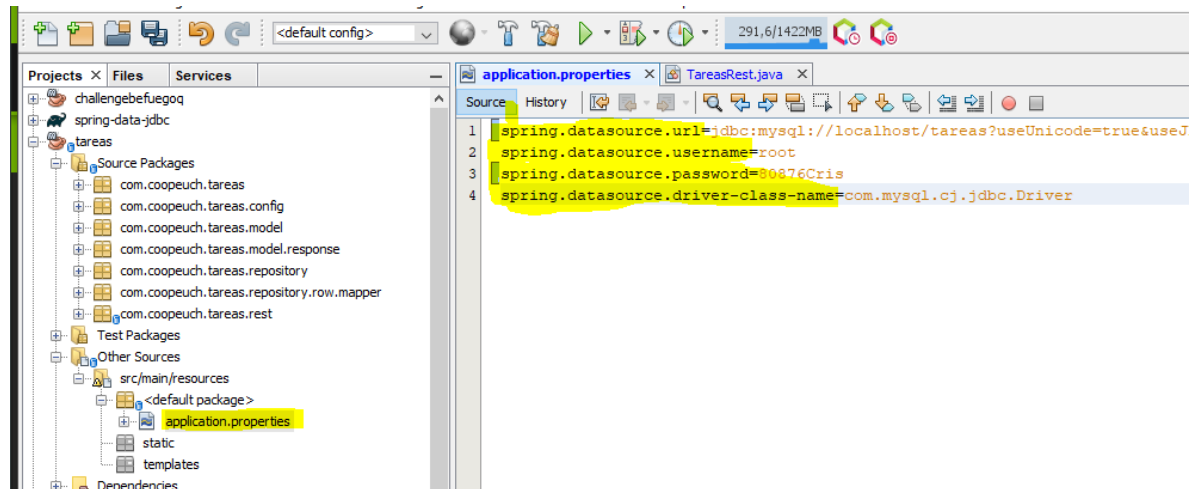 <default config>
291,6/1422MB
Projects Files Services
challengebefuegoq
spring-data-jdbc
tareas
Source Packages
com.coopeuch.tareas
com.coopeuch.tareas.config
com.coopeuch.tareas.model
com.coopeuch.tareas.model.response
com.coopeuch.tareas.repository
com.coopeuch.tareas.repository.row.mapper
com.coopeuch.tareas.rest
Test Packages
Other Sources
src/main/resources
<default package>
application.properties
static
templates
Dependencies
application.properties TareasRest.java
Source History
1 spring.datasource.url=jdbc:mysql://localhost/tareas?useUnicode=true&useJ
2 spring.datasource.username=root
3 spring.datasource.password=80876Cris
4 spring.datasource.driver-class-name=com.mysql.cj.jdbc.Driver